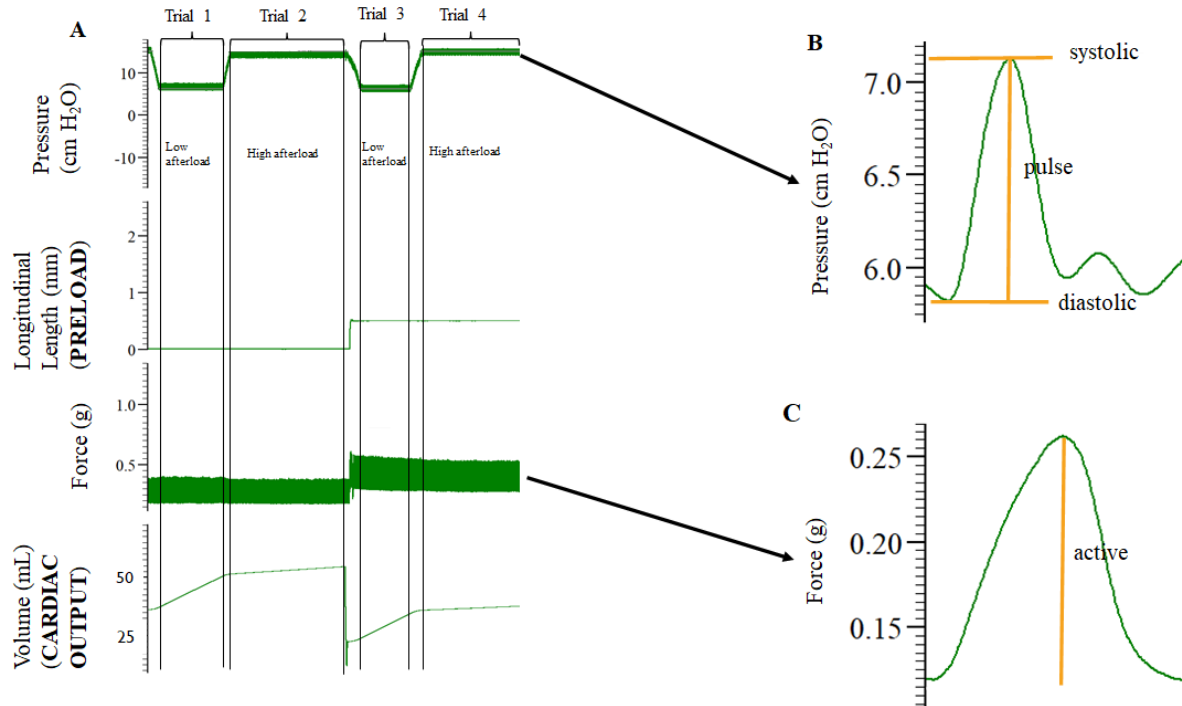 A
Trial 1
Trial 2
Trial 3
Trial 4
Pressure
(cm H₂O)
10
0
-10
Low
afterload
High afterload
Low
afterload
High afterload
Longitudinal
Length (mm)
(PRELOAD)
2
1
0
Force (g)
1.0
0.5
Volume (mL)
(CARDIAC
OUTPUT)
50
25
B
Pressure (cm H₂O)
7.0
6.5
6.0
systolic
pulse
diastolic
C
Force (g)
0.25
0.20
0.15
active